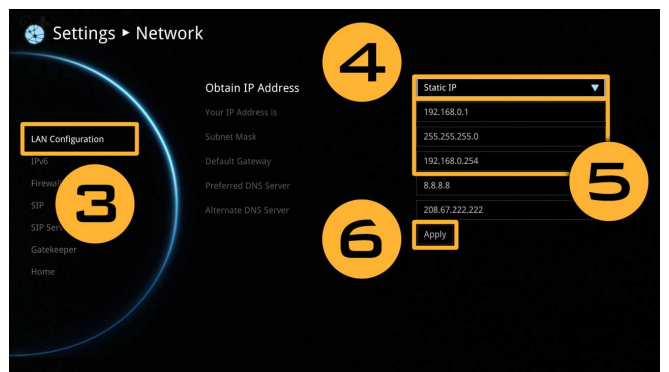 Settings ▸ Network
4
Obtain IP Address
Static IP
Your IP Address is
192.168.0.1
LAN Configuration
Subnet Mask
255.255.255.0
IPv6
Default Gateway
192.168.0.254
5
3
Preferred DNS Server
8.8.8.8
SIP
Alternate DNS Server
208.67.222.222
SIP
6
Apply
Gatekeeper
Home